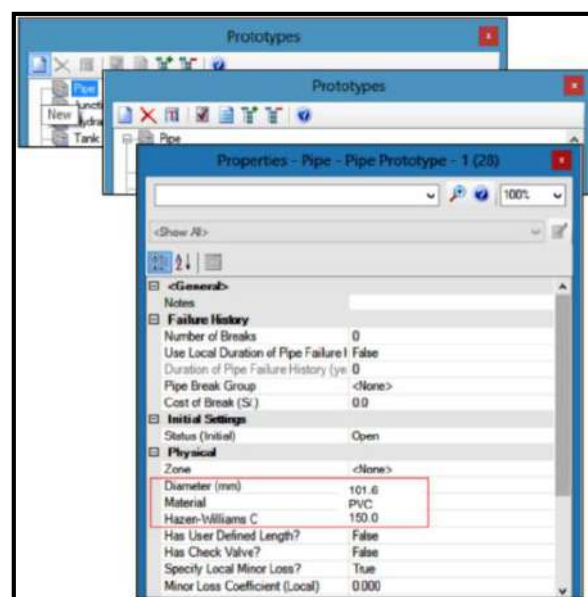 Prototypes
Pipe
New
Juncti
Hydra
Tank
Prototypes
Pipe
Properties - Pipe - Pipe Prototype - 1 (28)
100%
<Show All>
<General>
Notes
Failure History
Number of Breaks 0
Use Local Duration of Pipe Failure I False
Duration of Pipe Failure History (ye 0
Pipe Break Group <None>
Cost of Break (S/.) 0.0
Initial Settings
Status (Initial) Open
Physical
Zone <None>
Diameter (mm) 101.6
Material PVC
Hazen-Williams C 150.0
Has User Defined Length? False
Has Check Valve? False
Specify Local Minor Loss? True
Minor Loss Coefficient (Local) 0.000